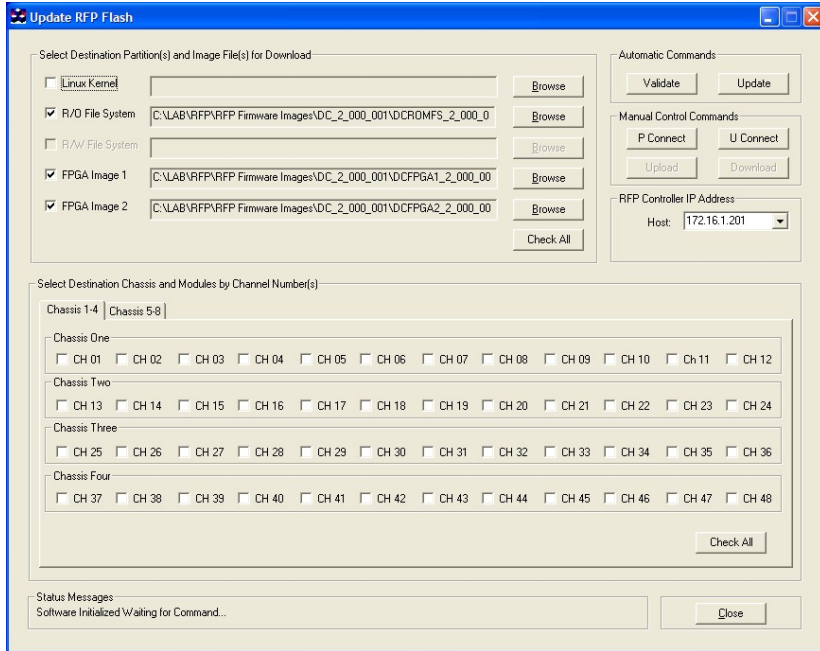 Update RFP Flash
Select Destination Partition(s) and Image File(s) for Download
Linux Kernel
Browse
R/O File System
C:\LAB\RFP\RFP Firmware Images\DC_2_000_001\DCROMFS_2_000_0
Browse
R/W File System
Browse
FPGA Image 1
C:\LAB\RFP\RFP Firmware Images\DC_2_000_001\DCFPGA1_2_000_00
Browse
FPGA Image 2
C:\LAB\RFP\RFP Firmware Images\DC_2_000_001\DCFPGA2_2_000_00
Browse
Check All
Automatic Commands
Validate Update
Manual Control Commands
P Connect U Connect
Upload Download
RFP Controller IP Address
Host: 172.16.1.201
Select Destination Chassis and Modules by Channel Number(s)
Chassis 1-4 Chassis 5-8
Chassis One
CH 01 CH 02 CH 03 CH 04 CH 05 CH 06 CH 07 CH 08 CH 09 CH 10 Ch 11 CH 12
Chassis Two
CH 13 CH 14 CH 15 CH 16 CH 17 CH 18 CH 19 CH 20 CH 21 CH 22 CH 23 CH 24
Chassis Three
CH 25 CH 26 CH 27 CH 28 CH 29 CH 30 CH 31 CH 32 CH 33 CH 34 CH 35 CH 36
Chassis Four
CH 37 CH 38 CH 39 CH 40 CH 41 CH 42 CH 43 CH 44 CH 45 CH 46 CH 47 CH 48
Check All
Status Messages
Software Initialized Waiting for Command...
Close